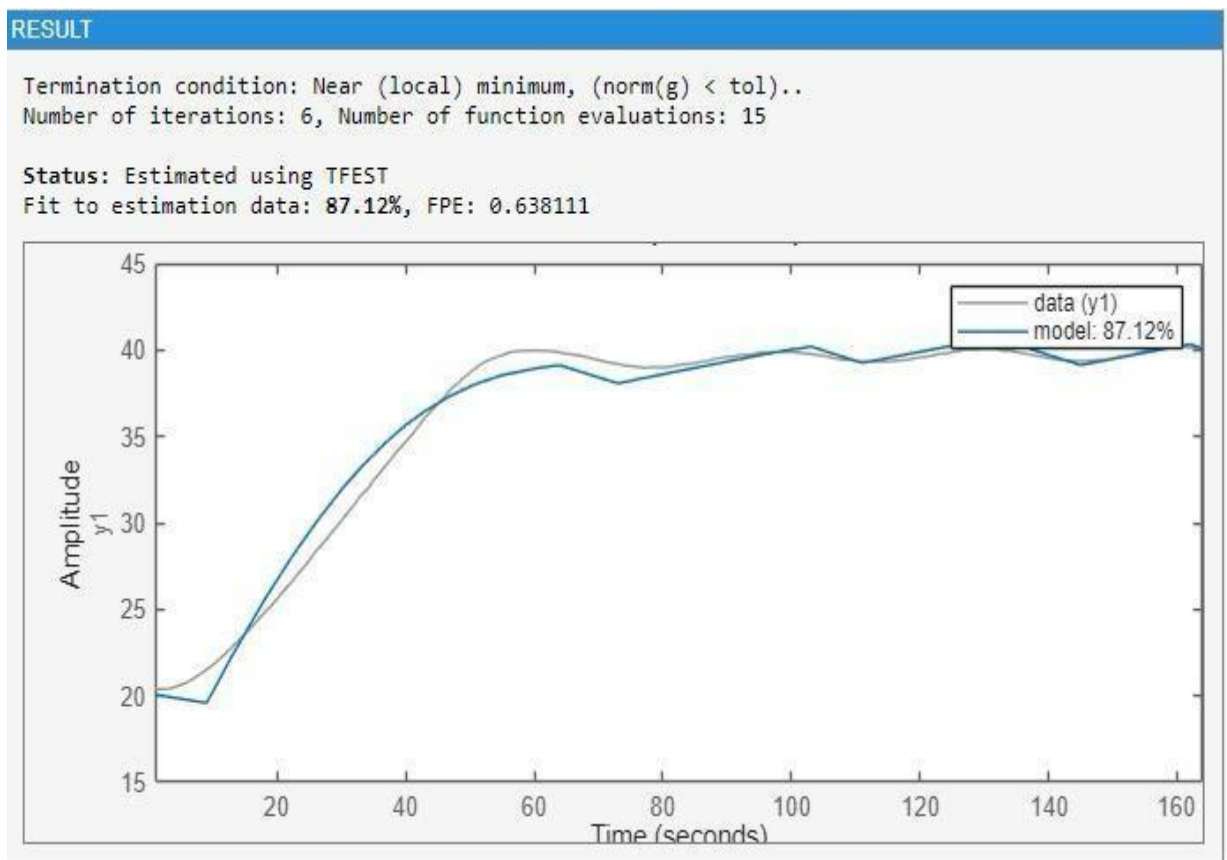 RESULT
Termination condition: Near (local) minimum, (norm(g) < tol)..
Number of iterations: 6, Number of function evaluations: 15
Status: Estimated using TFEST
Fit to estimation data: 87.12%, FPE: 0.638111
45
40
35
30
25
20
15
Amplitude
y1
data (y1)
model: 87.12%
20 40 60 80 100 120 140 160
Time (seconds)